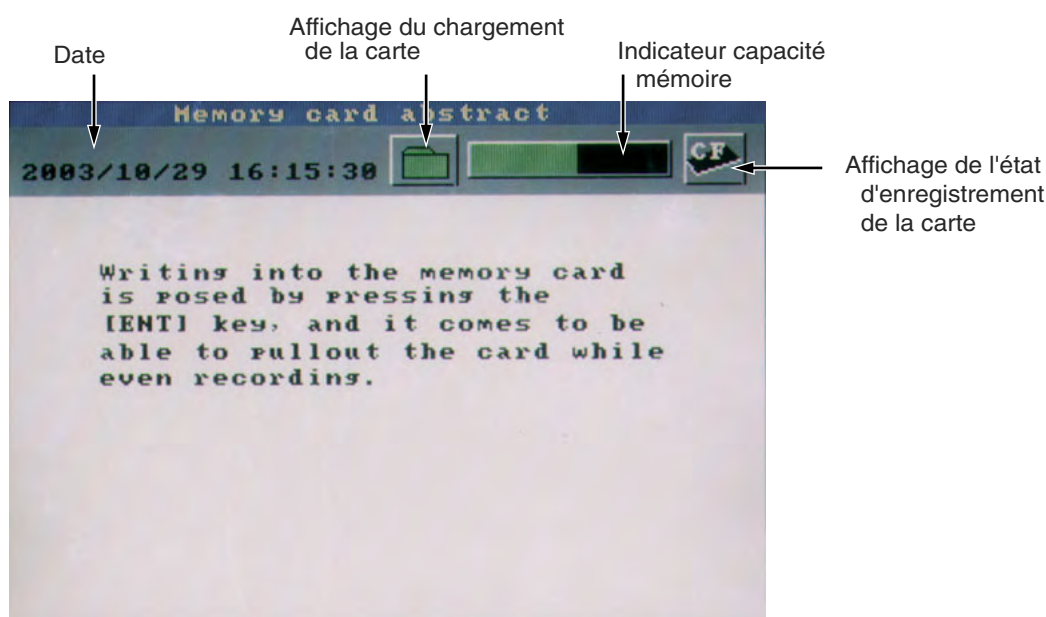 Affichage du chargement
de la carte
Date
Indicateur capacité
mémoire
Memory card abstract
2003/10/29 16:15:30
CF
Affichage de l'état
d'enregistrement
de la carte
Writing into the memory card
is posed by pressing the
[ENT] key, and it comes to be
able to pullout the card while
even recording.